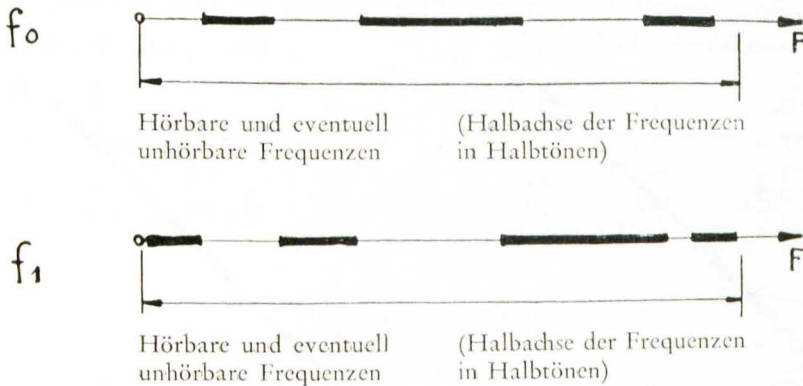 f0
F
Hörbare und eventuell (Halbachse der Frequenzen
unhörbare Frequenzen in Halbtönen)
f1
F
Hörbare und eventuell (Halbachse der Frequenzen
unhörbare Frequenzen in Halbtönen)